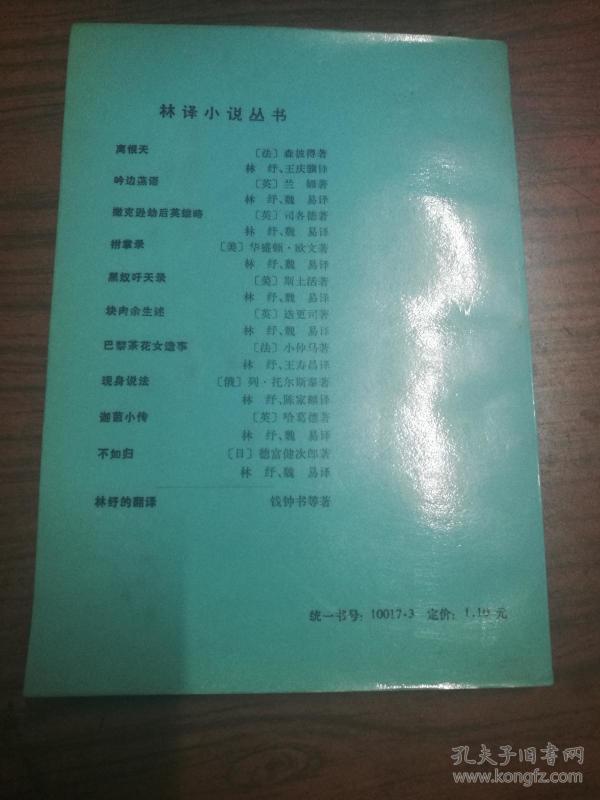 林译小说丛书
离恨天 〔法〕森彼得著
林 纾、王庆骥译
吟边燕语 〔英〕兰 姆著
林 纾、魏 易译
撒克逊劫后英雄略 〔英〕司各德著
林 纾、魏 易译
拊掌录 〔美〕华盛顿·欧文著
林 纾、魏 易译
黑奴吁天录 〔美〕斯土活著
林 纾、魏 易译
块肉余生述 〔英〕迭更司著
林 纾、魏 易译
巴黎茶花女遗事 〔法〕小仲马著
林 纾、王寿昌译
现身说法 〔俄〕列·托尔斯泰著
林 纾、陈家麟译
迦茵小传 〔英〕哈葛德著
林 纾、魏 易译
不如归 〔日〕德富健次郎著
林 纾、魏 易译
林纾的翻译 钱钟书等著
统一书号：10017·3 定价：1.10 元
孔夫子旧书网
www.kongfz.com